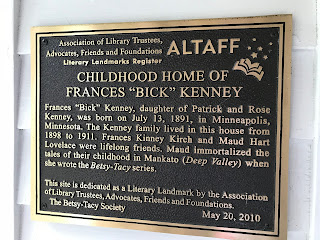 Association of Library Trustees,
Advocates, Friends and Foundations
Literary Landmarks Register
ALTAFF
CHILDHOOD HOME OF
FRANCES "BICK" KENNEY
Frances "Bick" Kenney, daughter of Patrick and Rose
Kenney, was born on July 13, 1891, in Minneapolis,
Minnesota. The Kenney family lived in this house from
1898 to 1911. Frances Kinney Kirch and Maud Hart
Lovelace were lifelong friends. Maud immortalized the
tales of their childhood in Mankato (Deep Valley) when
she wrote the Betsy-Tacy series.
This site is dedicated as a Literary Landmark by the Association
of Library Trustees, Advocates, Friends and Foundations.
The Betsy-Tacy Society
May 20, 2010